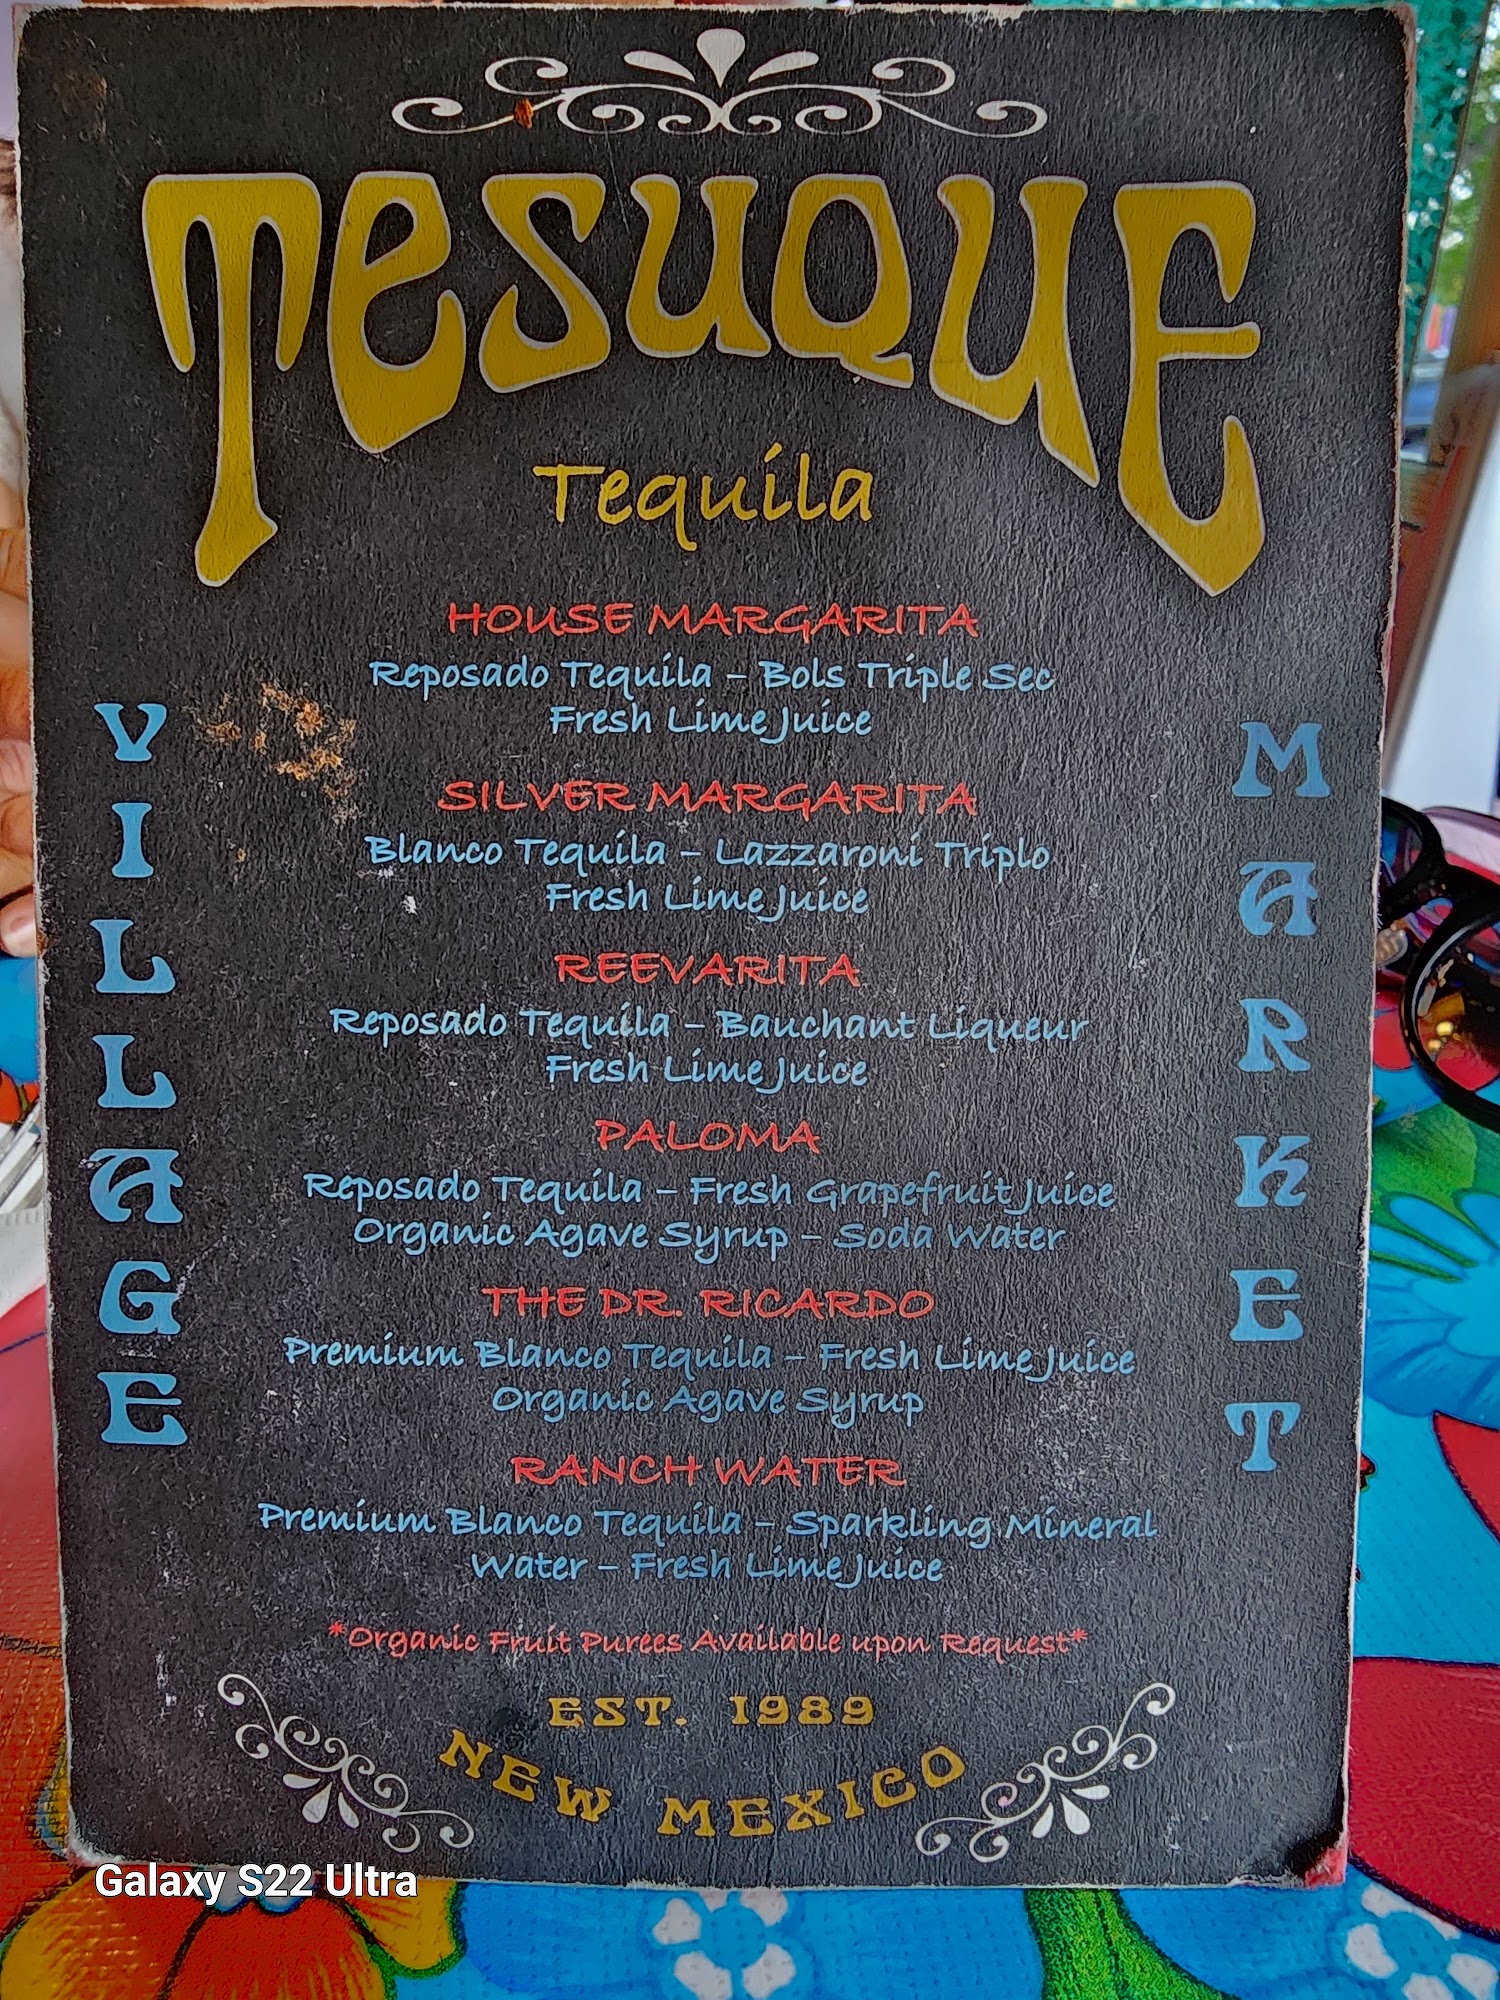 TESUQUE
Tequila
VILLAGE
MARKET
HOUSE MARGARITA
Reposado Tequila – Bols Triple Sec
Fresh Lime Juice
SILVER MARGARITA
Blanco Tequila – Lazzaroni Triplo
Fresh Lime Juice
REEVARITA
Reposado Tequila – Bauchant Liqueur
Fresh Lime Juice
PALOMA
Reposado Tequila – Fresh Grapefruit Juice
Organic Agave Syrup – Soda Water
THE DR. RICARDO
Premium Blanco Tequila – Fresh Lime Juice
Organic Agave Syrup
RANCH WATER
Premium Blanco Tequila – Sparkling Mineral
Water – Fresh Lime Juice
*Organic Fruit Purees Available upon Request*
EST. 1989
NEW MEXICO
Galaxy S22 Ultra